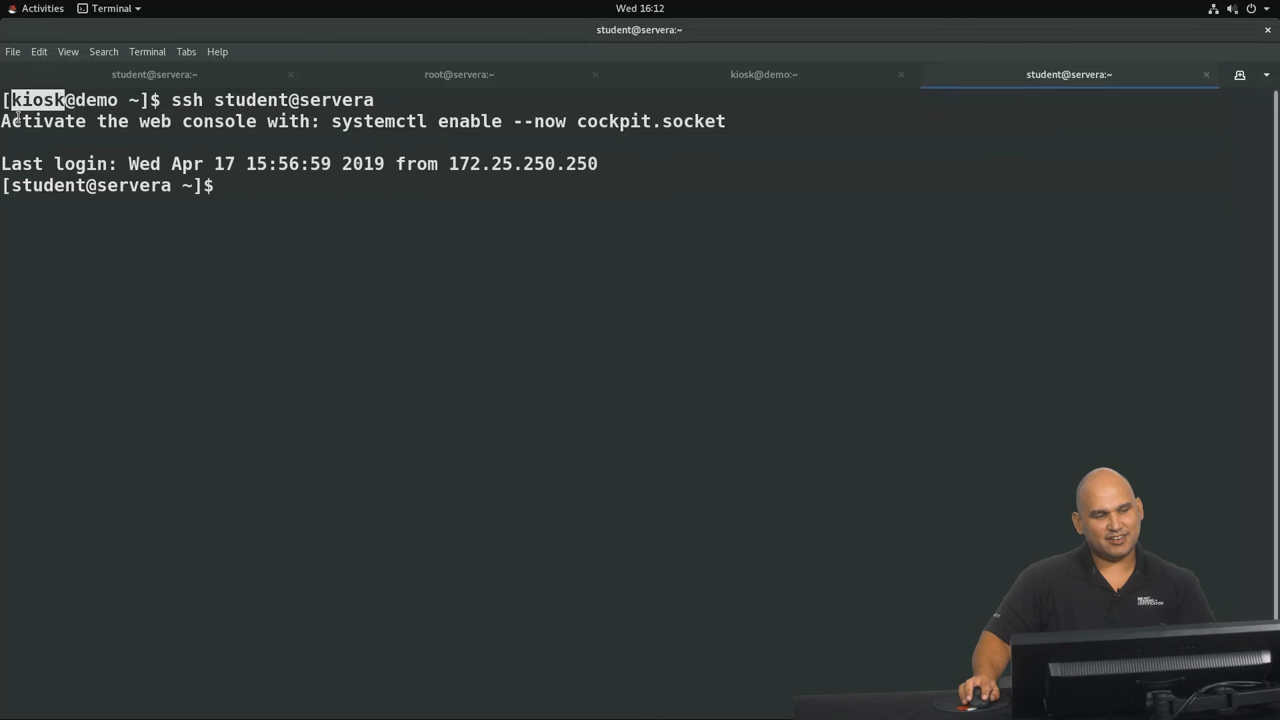 Activities Terminal Wed 16:12
student@servera:~
File Edit View Search Terminal Tabs Help
student@servera:~ root@servera:~ kiosk@demo:~ student@servera:~
[kiosk@demo ~]$ ssh student@servera
Activate the web console with: systemctl enable --now cockpit.socket
Last login: Wed Apr 17 15:56:59 2019 from 172.25.250.250
[student@servera ~]$
TRAINING +
CERTIFICATION